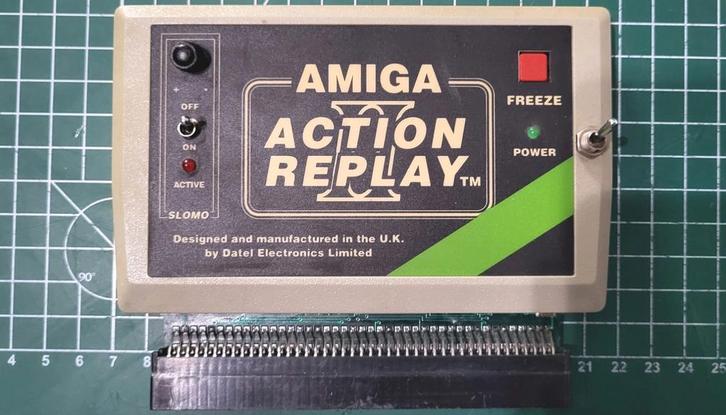 AMIGA
II
ACTION
REPLAY TM
+ -
OFF
ON
ACTIVE
SLOMO
FREEZE
POWER
Designed and manufactured in the U.K.
by Datel Electronics Limited
90°
4 5 6 7 8 21 22 23 24 25